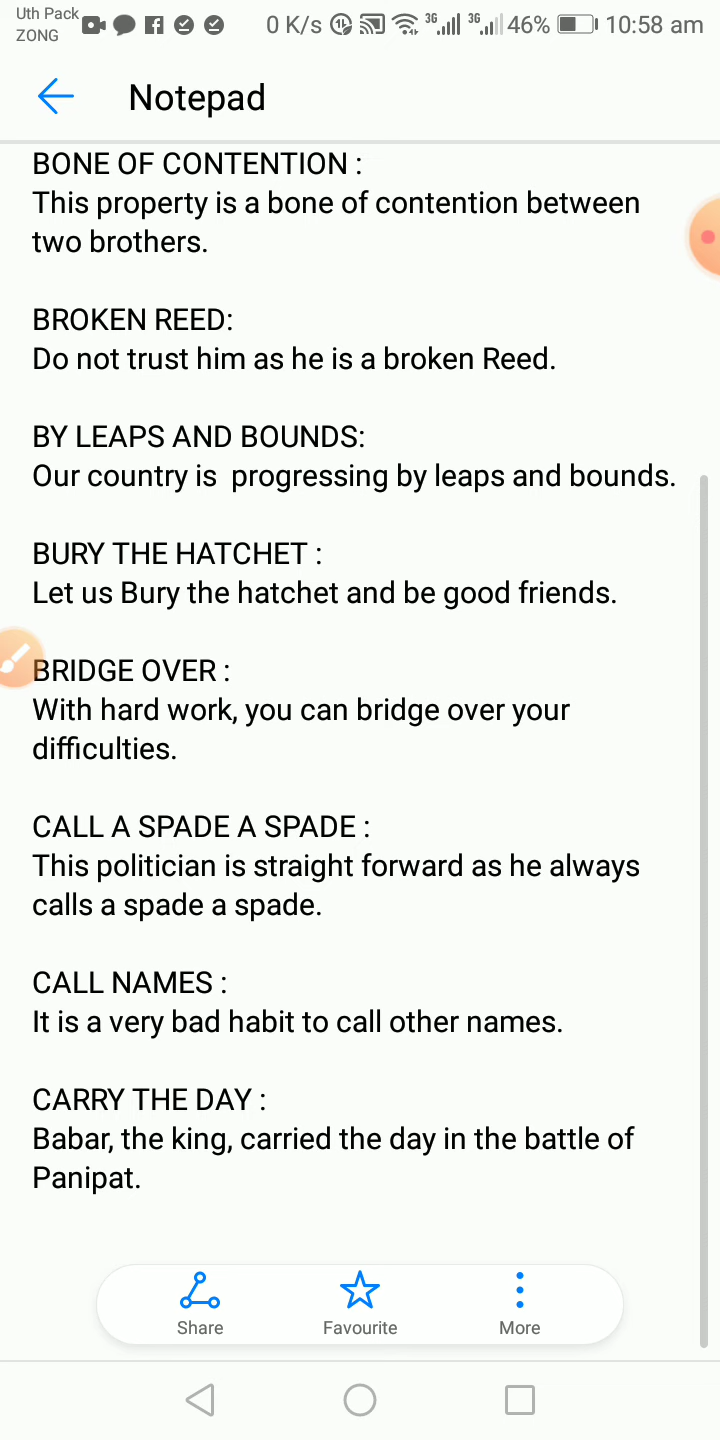 Uth Pack
ZONG
0 K/s 3G 3G 46% 10:58 am
Notepad
BONE OF CONTENTION :
This property is a bone of contention between
two brothers.
BROKEN REED:
Do not trust him as he is a broken Reed.
BY LEAPS AND BOUNDS:
Our country is  progressing by leaps and bounds.
BURY THE HATCHET :
Let us Bury the hatchet and be good friends.
BRIDGE OVER :
With hard work, you can bridge over your
difficulties.
CALL A SPADE A SPADE :
This politician is straight forward as he always
calls a spade a spade.
CALL NAMES :
It is a very bad habit to call other names.
CARRY THE DAY :
Babar, the king, carried the day in the battle of
Panipat.
Share Favourite More